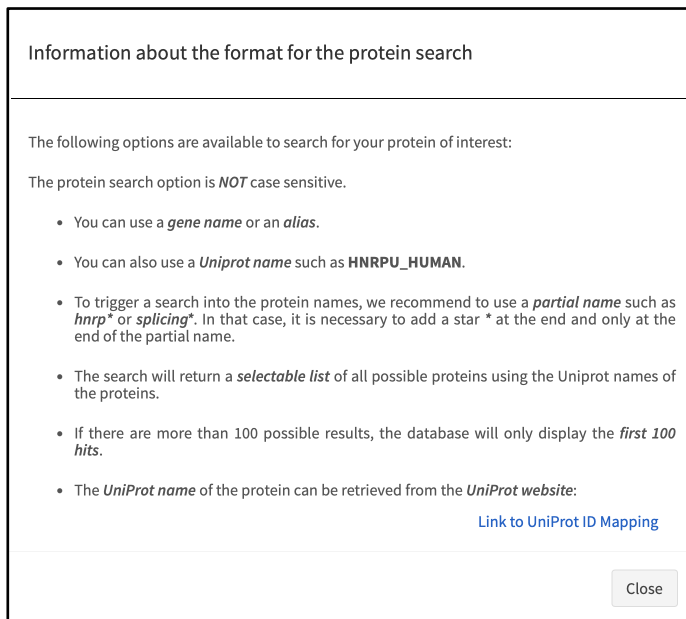 Information about the format for the protein search
The following options are available to search for your protein of interest:
The protein search option is NOT case sensitive.
• You can use a gene name or an alias.
• You can also use a Uniprot name such as HNRPU_HUMAN.
• To trigger a search into the protein names, we recommend to use a partial name such as
hnrp* or splicing*. In that case, it is necessary to add a star * at the end and only at the
end of the partial name.
• The search will return a selectable list of all possible proteins using the Uniprot names of
the proteins.
• If there are more than 100 possible results, the database will only display the first 100
hits.
• The UniProt name of the protein can be retrieved from the UniProt website:
Link to UniProt ID Mapping
Close